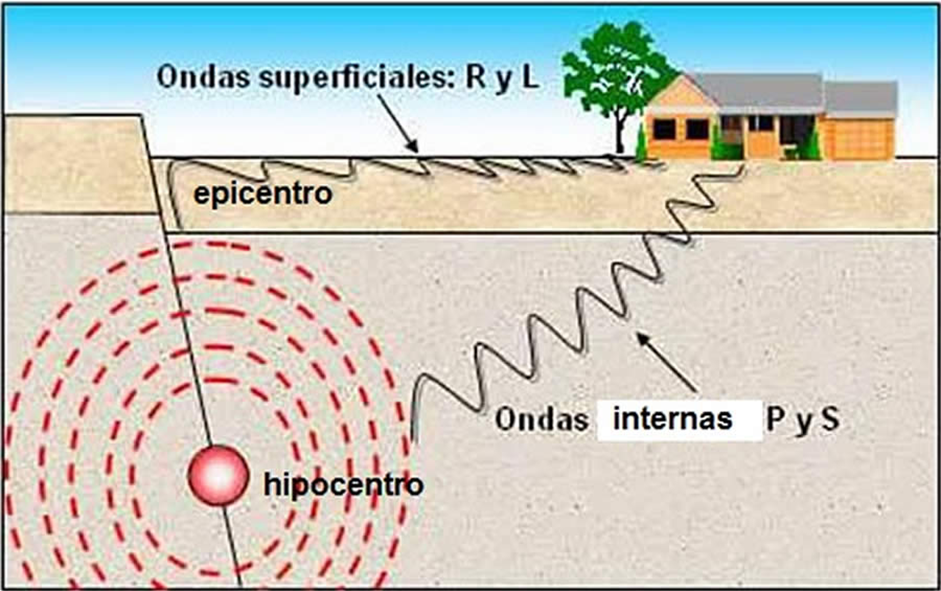 Ondas superficiales: R y L
epicentro
Ondas internas P y S
hipocentro